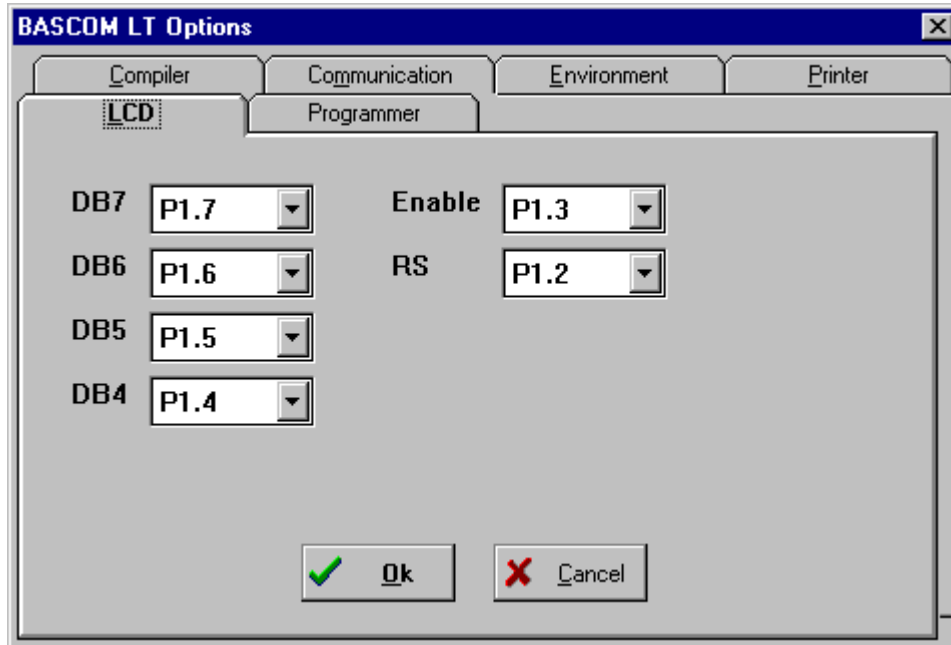 BASCOM LT Options
Compiler Communication Environment Printer
LCD Programmer
DB7 P1.7 Enable P1.3
DB6 P1.6 RS P1.2
DB5 P1.5
DB4 P1.4
Ok Cancel